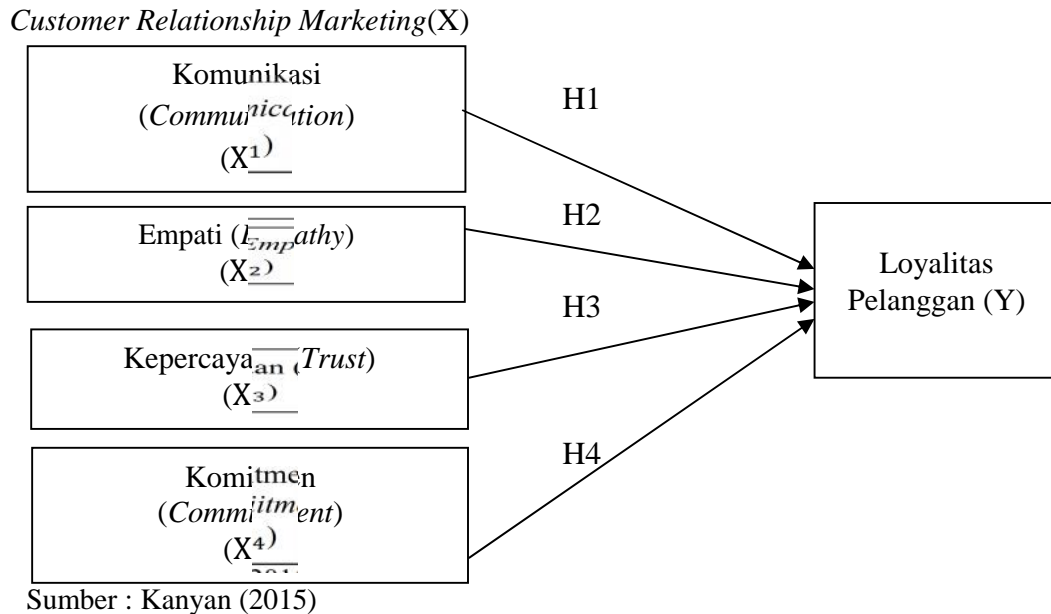 Customer Relationship Marketing(X)
Komunikasi
(Communication)
(X1)
H1
Empati (Empathy)
(X2)
H2
Kepercayaan (Trust)
(X3)
H3
Komitmen
(Commitment)
(X4)
H4
Loyalitas
Pelanggan (Y)
Sumber : Kanyan (2015)